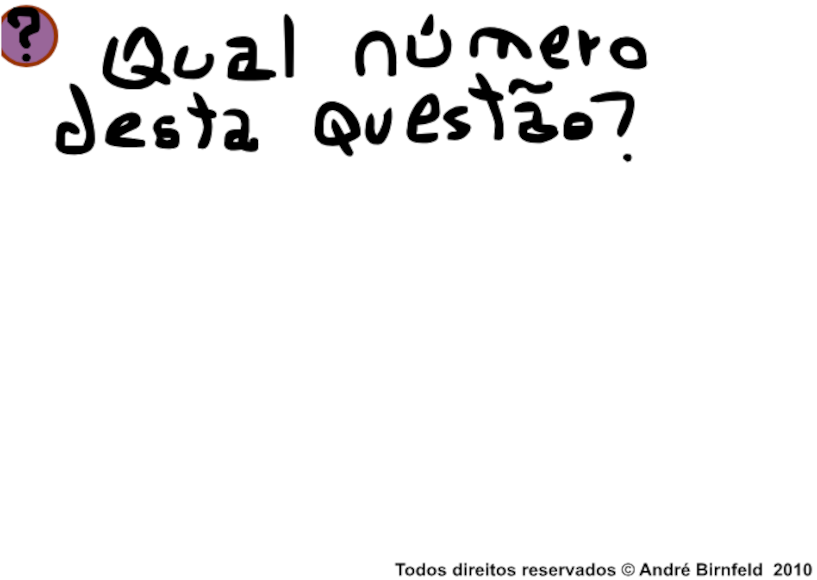 ?
Qual número
desta questão?
Todos direitos reservados © André Birnfeld 2010